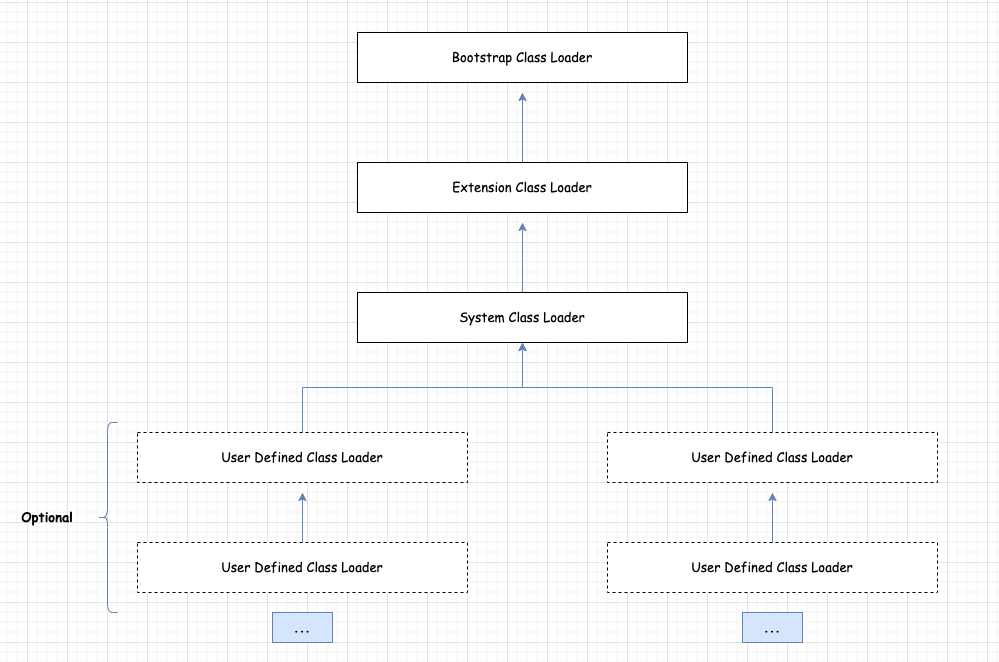 Bootstrap Class Loader
Extension Class Loader
System Class Loader
User Defined Class Loader
User Defined Class Loader
Optional
User Defined Class Loader
User Defined Class Loader
...
...